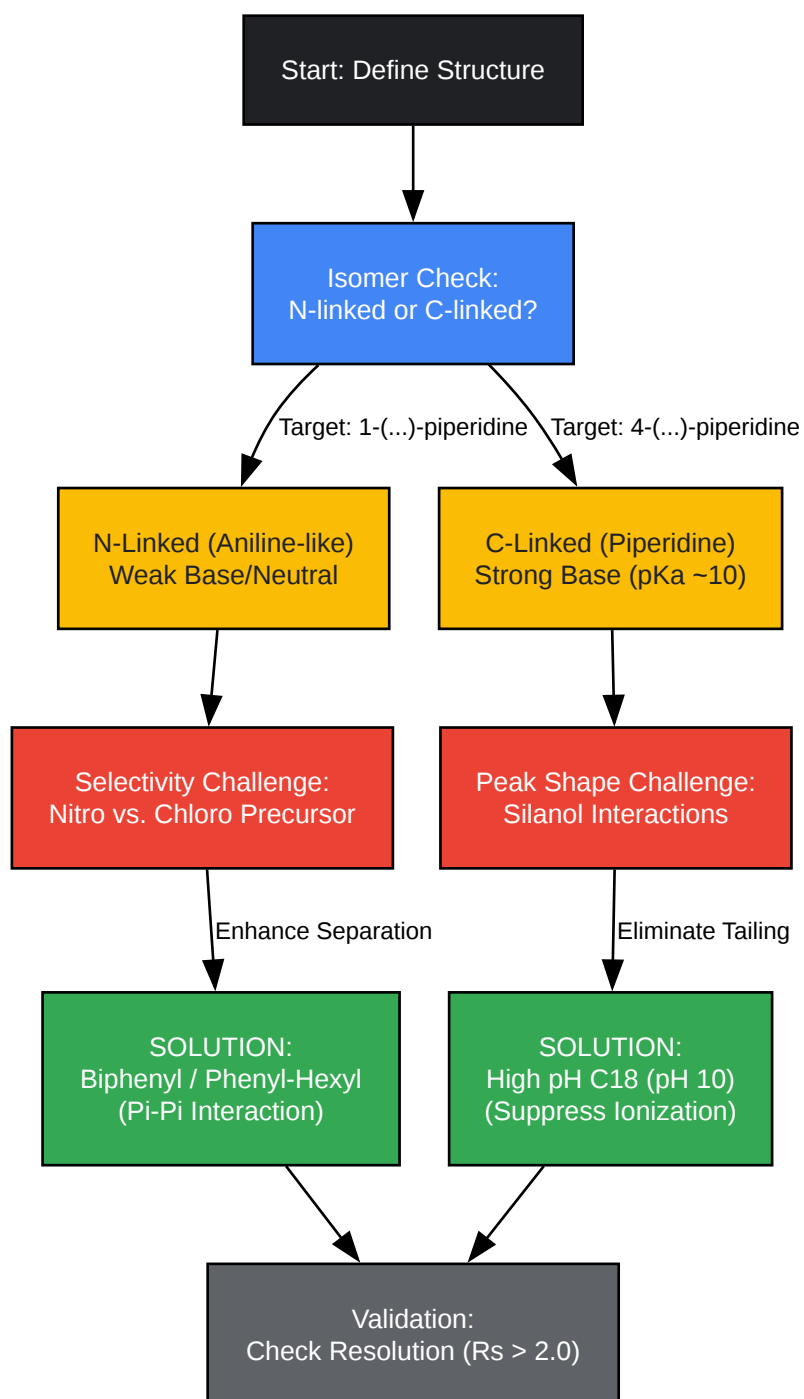 Start: Define Structure
Isomer Check:
N-linked or C-linked?
Target: 1-(...)-piperidine
Target: 4-(...)-piperidine
N-Linked (Aniline-like)
Weak Base/Neutral
C-Linked (Piperidine)
Strong Base (pKa ~10)
Selectivity Challenge:
Nitro vs. Chloro Precursor
Peak Shape Challenge:
Silanol Interactions
Enhance Separation
Eliminate Tailing
SOLUTION:
Biphenyl / Phenyl-Hexyl
(Pi-Pi Interaction)
SOLUTION:
High pH C18 (pH 10)
(Suppress Ionization)
Validation:
Check Resolution (Rs > 2.0)